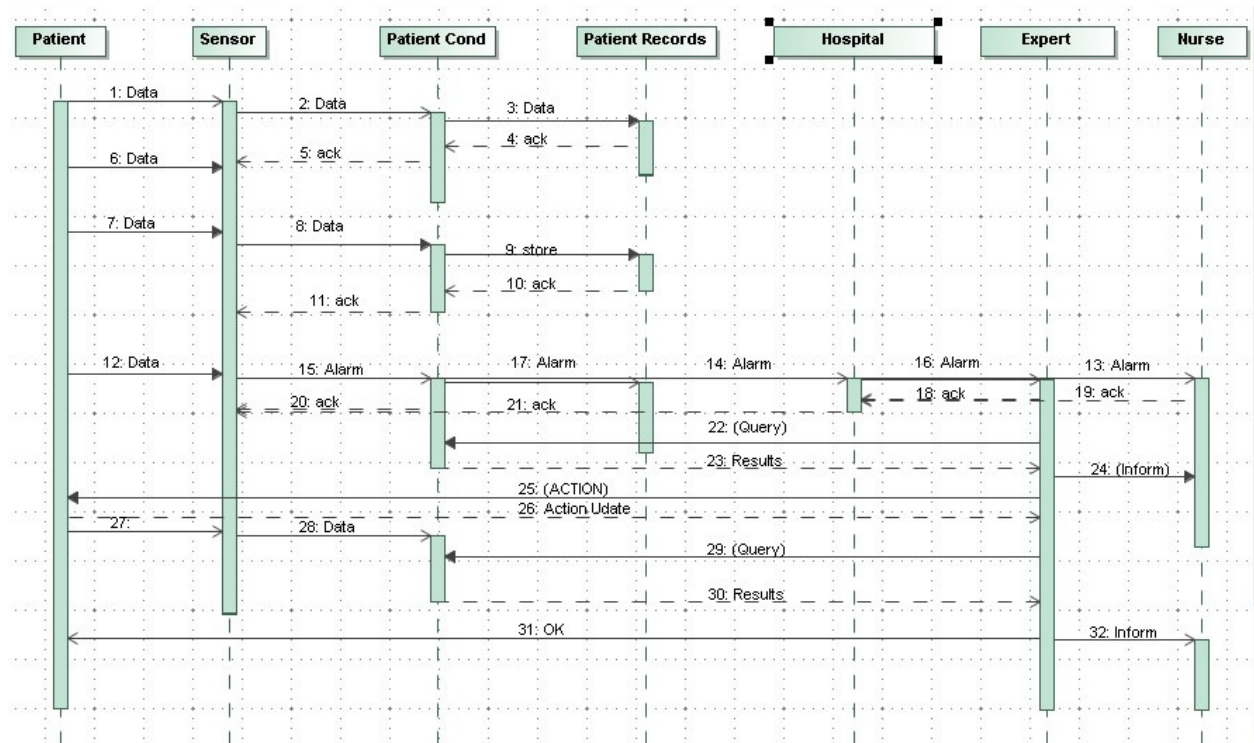 Patient
Sensor
Patient Cond
Patient Records
Hospital
Expert
Nurse
1: Data
2: Data
3: Data
4: ack
5: ack
6: Data
7: Data
8: Data
9: store
10: ack
11: ack
12: Data
15: Alarm
17: Alarm
14: Alarm
16: Alarm
13: Alarm
20: ack
21: ack
18: ack
19: ack
22: (Query)
23: Results
24: (Inform)
25: (ACTION)
26: Action Udate
27:
28: Data
29: (Query)
30: Results
31: OK
32: Inform